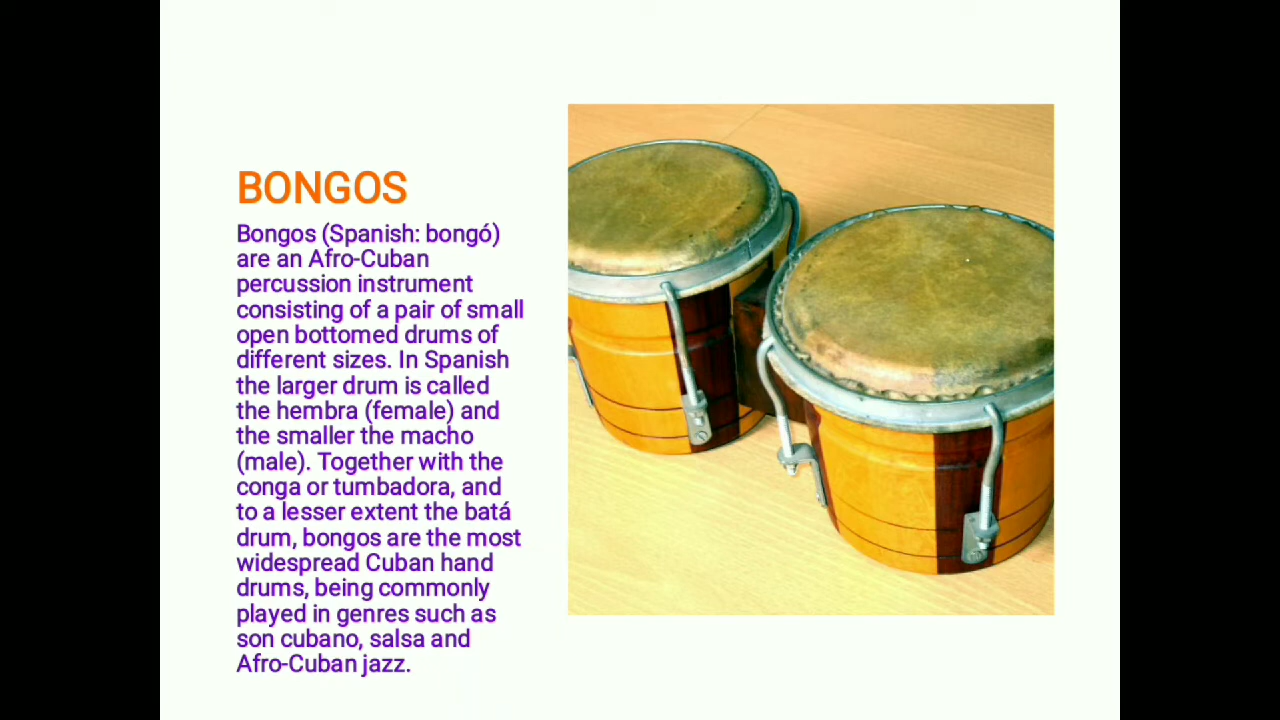 BONGOS
Bongos (Spanish: bongó)
are an Afro-Cuban
percussion instrument
consisting of a pair of small
open bottomed drums of
different sizes. In Spanish
the larger drum is called
the hembra (female) and
the smaller the macho
(male). Together with the
conga or tumbadora, and
to a lesser extent the batá
drum, bongos are the most
widespread Cuban hand
drums, being commonly
played in genres such as
son cubano, salsa and
Afro-Cuban jazz.